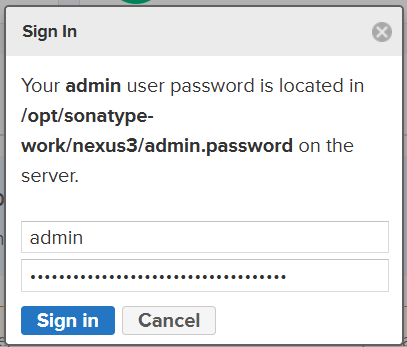 Sign In
Your admin user password is located in
/opt/sonatype-
work/nexus3/admin.password on the
server.
admin
••••••••••••••••••••••••••••••••••••
Sign in
Cancel